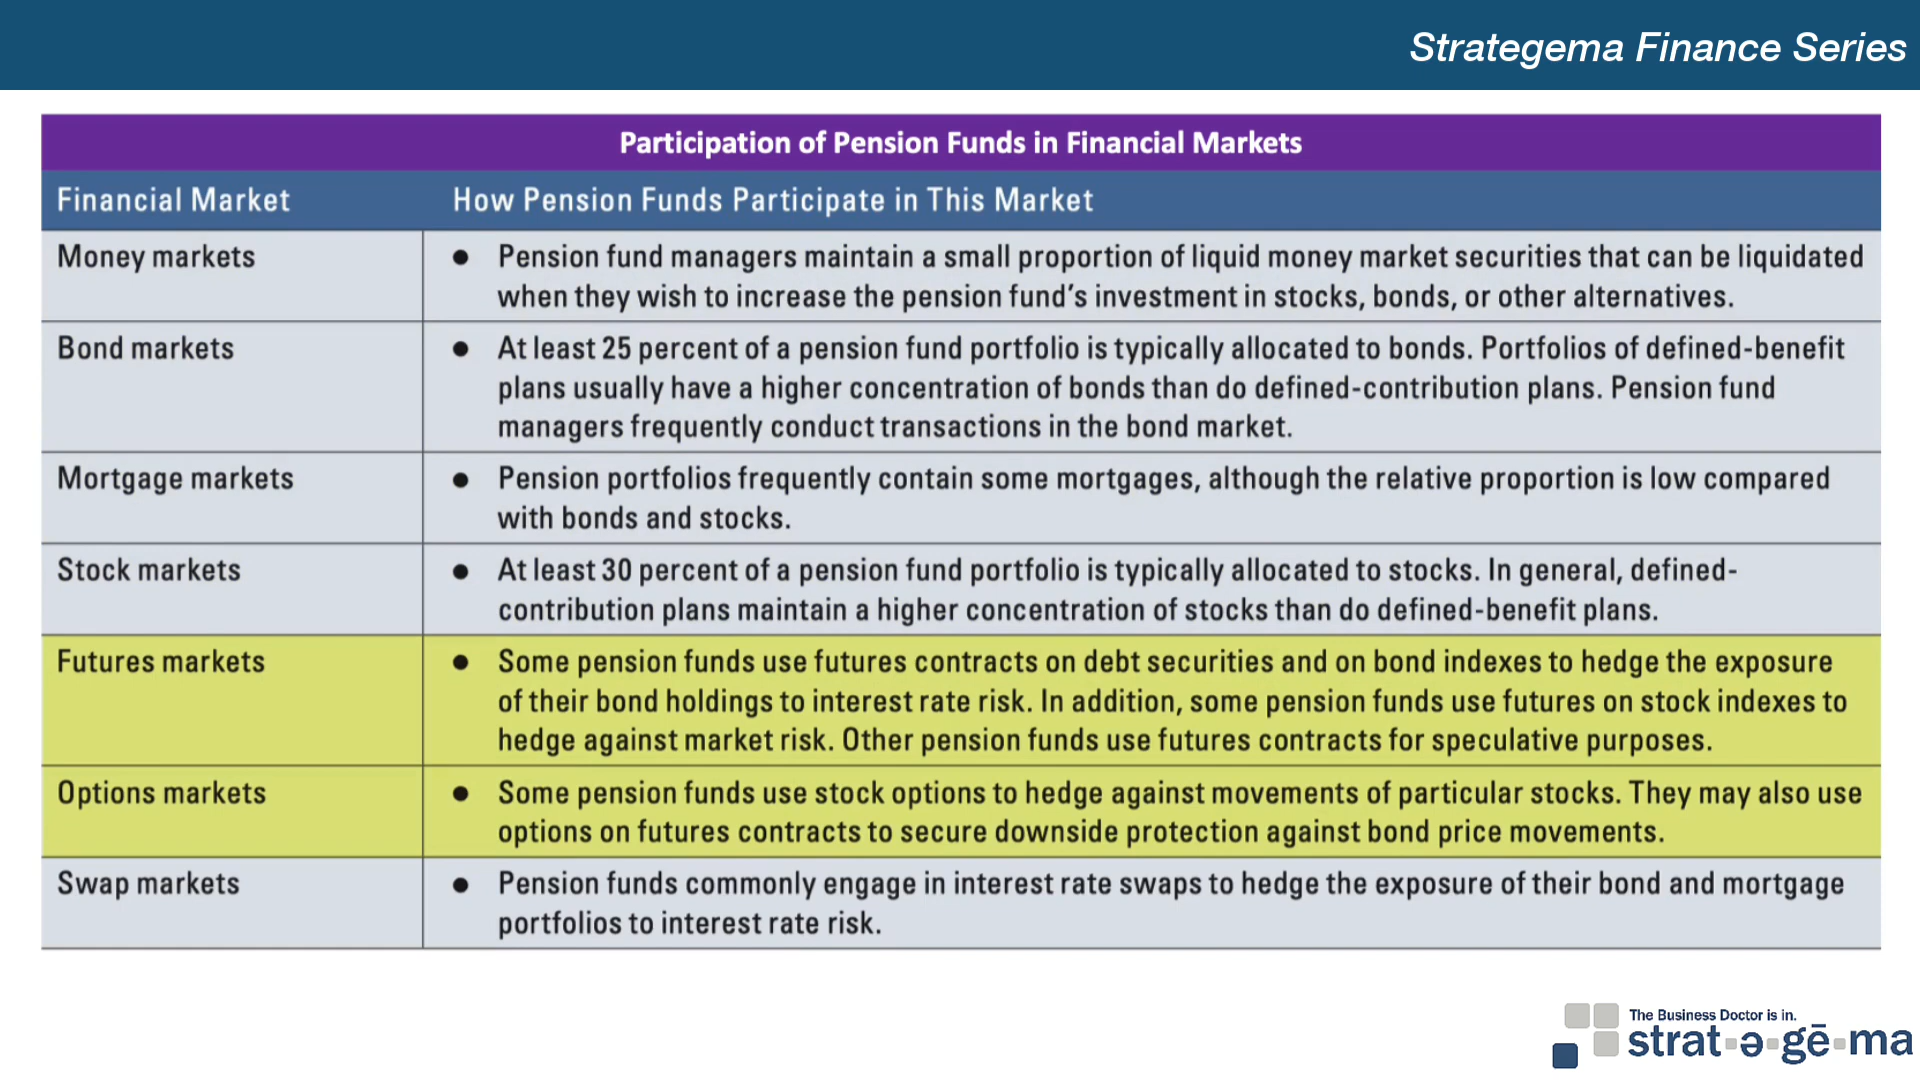 Strategema Finance Series
Participation of Pension Funds in Financial Markets
Financial Market
How Pension Funds Participate in This Market
Money markets
● Pension fund managers maintain a small proportion of liquid money market securities that can be liquidated
when they wish to increase the pension fund’s investment in stocks, bonds, or other alternatives.
Bond markets
● At least 25 percent of a pension fund portfolio is typically allocated to bonds. Portfolios of defined-benefit
plans usually have a higher concentration of bonds than do defined-contribution plans. Pension fund
managers frequently conduct transactions in the bond market.
Mortgage markets
● Pension portfolios frequently contain some mortgages, although the relative proportion is low compared
with bonds and stocks.
Stock markets
● At least 30 percent of a pension fund portfolio is typically allocated to stocks. In general, defined-
contribution plans maintain a higher concentration of stocks than do defined-benefit plans.
Futures markets
● Some pension funds use futures contracts on debt securities and on bond indexes to hedge the exposure
of their bond holdings to interest rate risk. In addition, some pension funds use futures on stock indexes to
hedge against market risk. Other pension funds use futures contracts for speculative purposes.
Options markets
● Some pension funds use stock options to hedge against movements of particular stocks. They may also use
options on futures contracts to secure downside protection against bond price movements.
Swap markets
● Pension funds commonly engage in interest rate swaps to hedge the exposure of their bond and mortgage
portfolios to interest rate risk.
The Business Doctor is in.
strat·ə·gē·ma